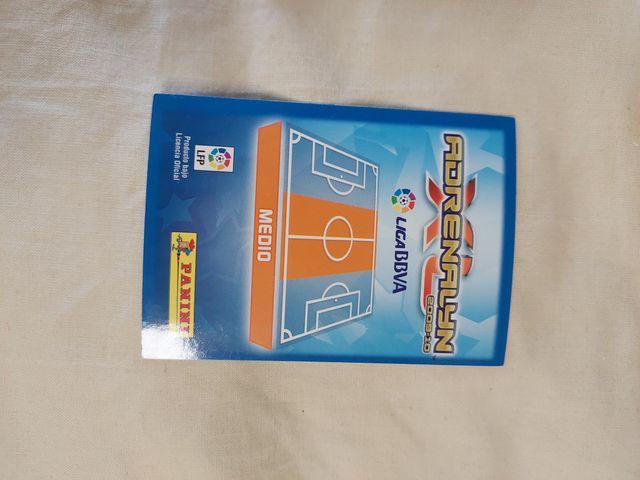 ADRENALYN
XL
2009-10
LIGA BBVA
MEDIO
Producto bajo
Licencia Oficial
LFP
PANINI